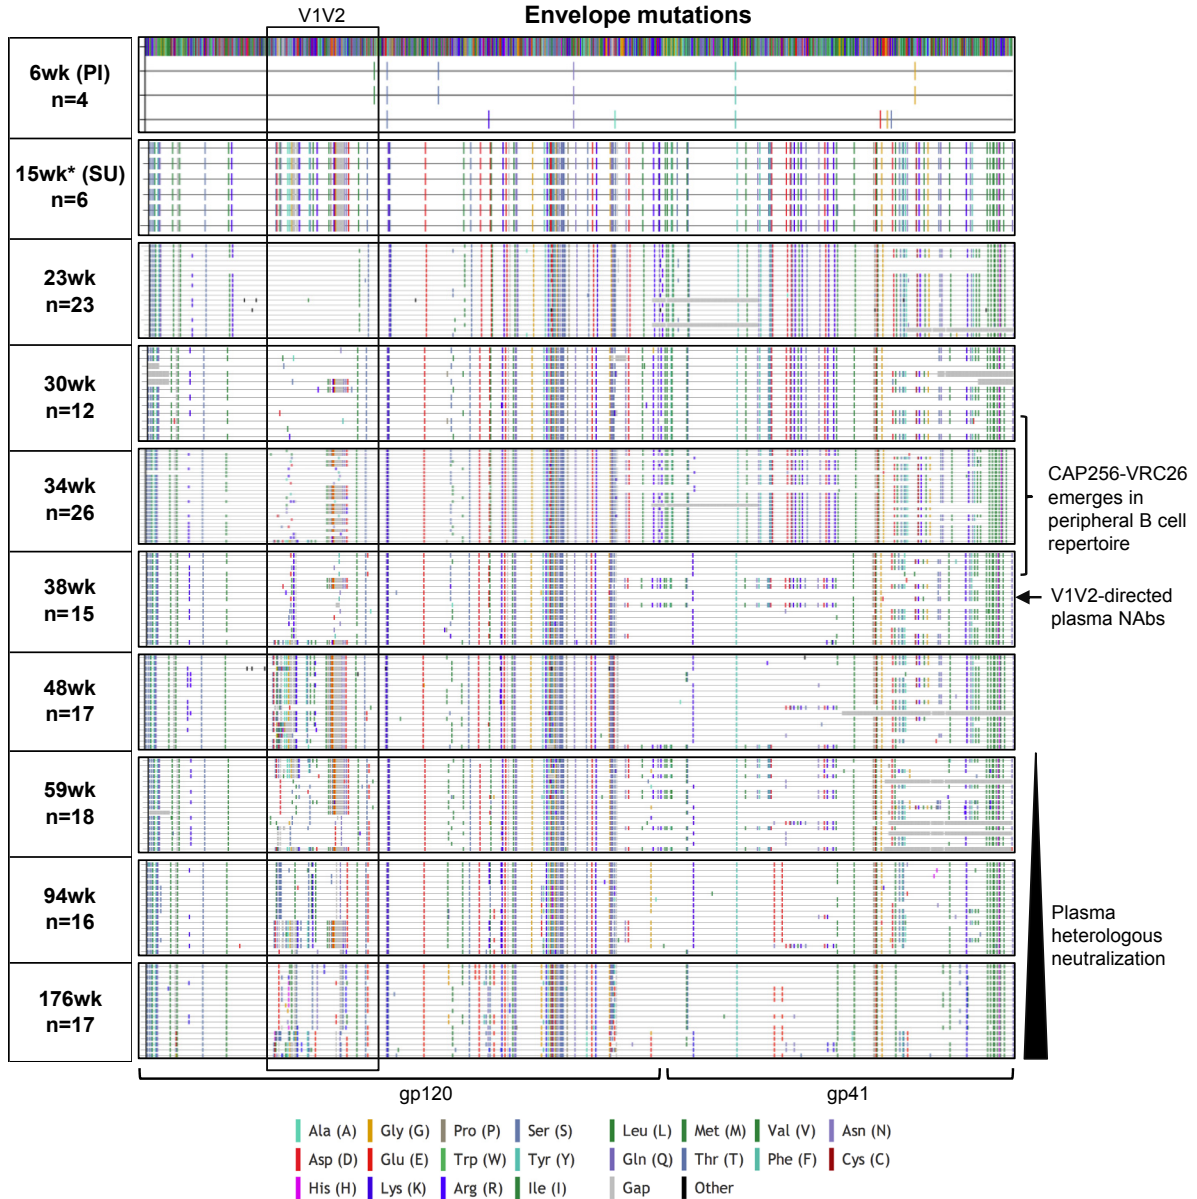 Envelope mutations
V1V2
6wk (PI)
n=4
15wk* (SU)
n=6
23wk
n=23
30wk
n=12
34wk
n=26
38wk
n=15
48wk
n=17
59wk
n=18
94wk
n=16
176wk
n=17
CAP256-VRC26
emerges in
peripheral B cell
repertoire
V1V2-directed
plasma NAbs
Plasma
heterologous
neutralization
gp120
gp41
Ala (A) Gly (G) Pro (P) Ser (S) Leu (L) Met (M) Val (V) Asn (N)
Asp (D) Glu (E) Trp (W) Tyr (Y) Gln (Q) Thr (T) Phe (F) Cys (C)
His (H) Lys (K) Arg (R) Ile (I) Gap Other